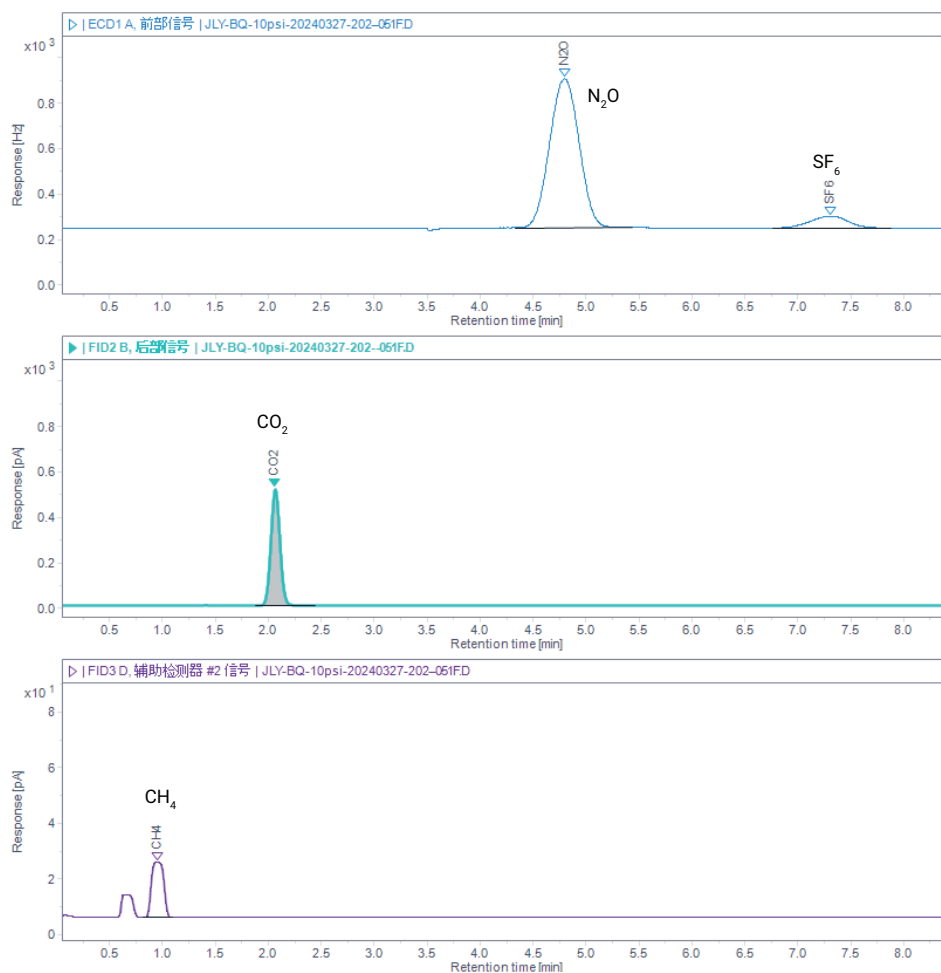 ECD1 A, 前部信号 | JLY-BQ-10psi-20240327-202--051F.D
x10 3
N2O
N2O
SF6
SF6
0.8
0.6
0.4
0.2
0.0
Response [Hz]
0.5 1.0 1.5 2.0 2.5 3.0 3.5 4.0 4.5 5.0 5.5 6.0 6.5 7.0 7.5 8.0
Retention time [min]
FID2 B, 后部信号 | JLY-BQ-10psi-20240327-202--051F.D
x10 3
CO2
CO2
0.8
0.6
0.4
0.2
0.0
Response [pA]
0.5 1.0 1.5 2.0 2.5 3.0 3.5 4.0 4.5 5.0 5.5 6.0 6.5 7.0 7.5 8.0
Retention time [min]
FID3 D, 辅助检测器 #2 信号 | JLY-BQ-10psi-20240327-202--051F.D
x10 1
CH4
CH4
8
6
4
2
0
Response [pA]
0.5 1.0 1.5 2.0 2.5 3.0 3.5 4.0 4.5 5.0 5.5 6.0 6.5 7.0 7.5 8.0
Retention time [min]